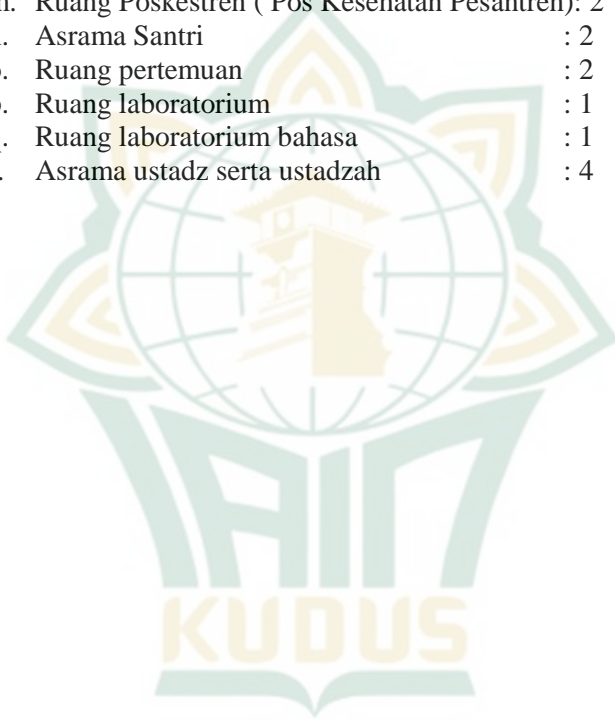 Ruang Poskestren ( Pos Kesehatan Pesantren): 2
Asrama Santri : 2
Ruang pertemuan : 2
Ruang laboratorium : 1
Ruang laboratorium bahasa : 1
Asrama ustadz serta ustadzah : 4
IAIN
KUDUS